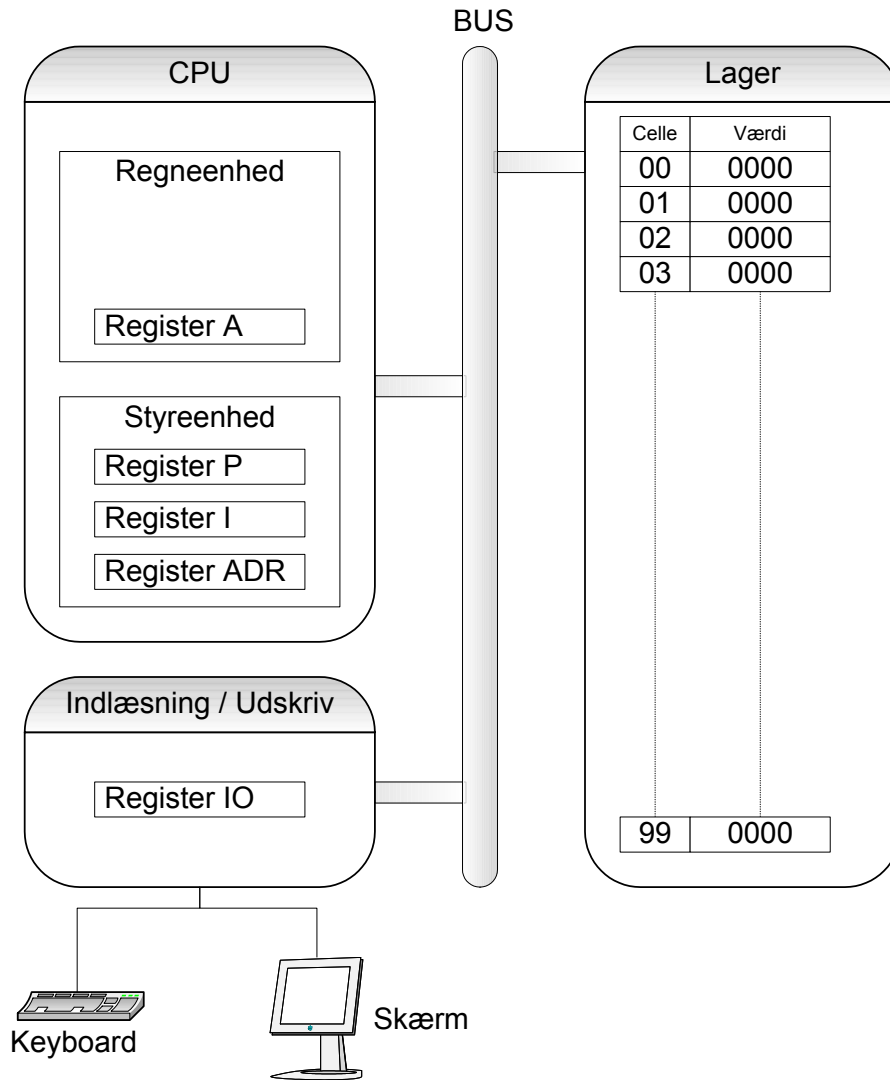 BUS
CPU
Regneenhed
Register A
Styreenhed
Register P
Register I
Register ADR
Indlæsning / Udskriv
Register IO
Keyboard
Skærm
Lager
Celle Værdi
00 0000
01 0000
02 0000
03 0000
99 0000